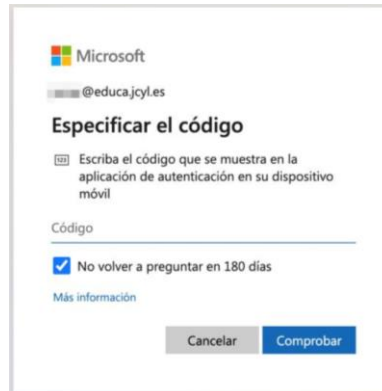 Microsoft
@educa.jcyl.es
Especificar el código
123 Escriba el código que se muestra en la
aplicación de autenticación en su dispositivo
móvil
Código
No volver a preguntar en 180 días
Más información
Cancelar Comprobar